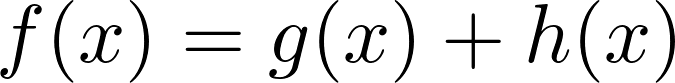 f(x) = g(x) + h(x)